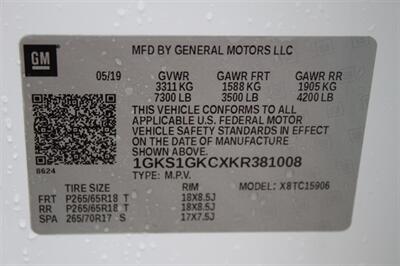 GM
MFD BY GENERAL MOTORS LLC
05/19 GVWR GAWR FRT GAWR RR
3311 KG 1588 KG 1905 KG
7300 LB 3500 LB 4200 LB
THIS VEHICLE CONFORMS TO ALL
APPLICABLE U.S. FEDERAL MOTOR
VEHICLE SAFETY STANDARDS IN EFFECT
ON THE DATE OF MANUFACTURE
SHOWN ABOVE.
1GKS1GKCXKR381008
8624
TYPE: M.P.V. MODEL: X8TC15906
TIRE SIZE RIM
FRT P265/65R18 T 18X8.5J
RR P265/65R18 T 18X8.5J
SPA 265/70R17 S 17X7.5J